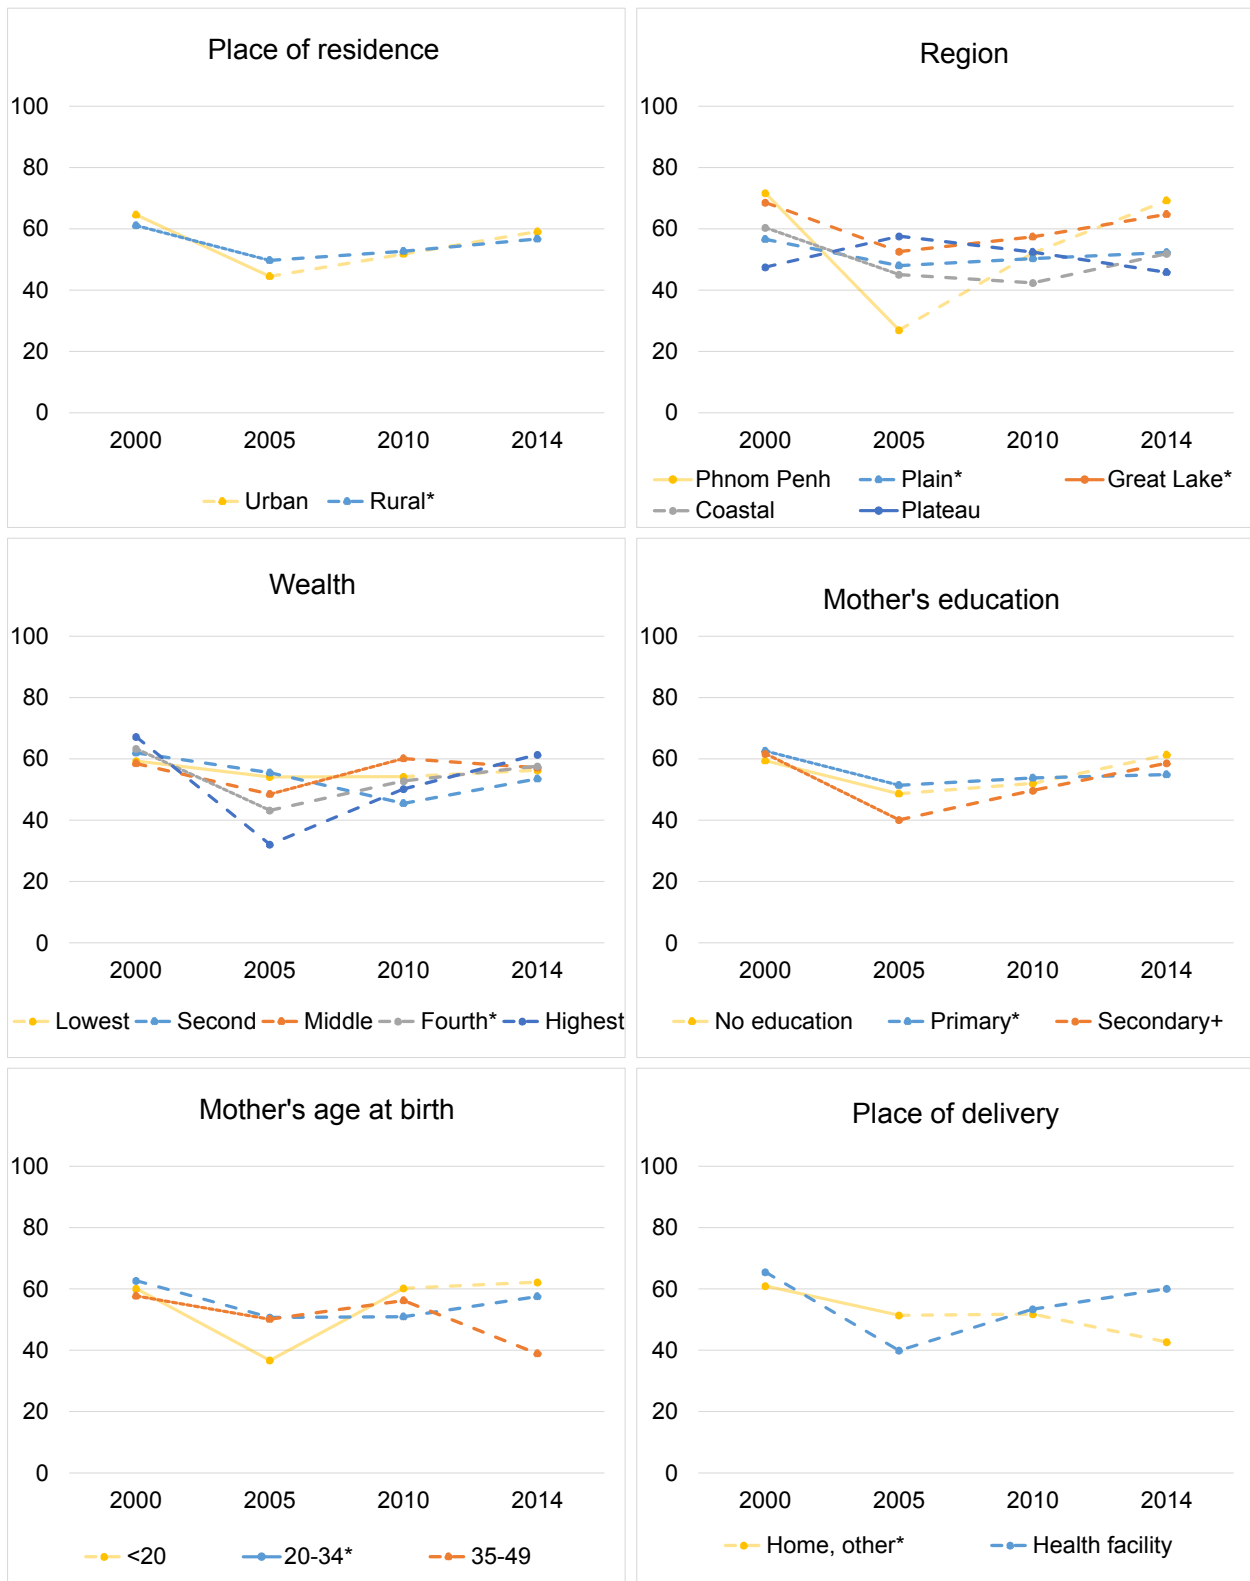 Place of residence
100
80
60
40
20
0
2000 2005 2010 2014
Urban Rural*
Region
100
80
60
40
20
0
2000 2005 2010 2014
Phnom Penh Plain* Great Lake*
Coastal Plateau
Wealth
100
80
60
40
20
0
2000 2005 2010 2014
Lowest Second Middle Fourth* Highest
Mother's education
100
80
60
40
20
0
2000 2005 2010 2014
No education Primary* Secondary+
Mother's age at birth
100
80
60
40
20
0
2000 2005 2010 2014
<20 20-34* 35-49
Place of delivery
100
80
60
40
20
0
2000 2005 2010 2014
Home, other* Health facility